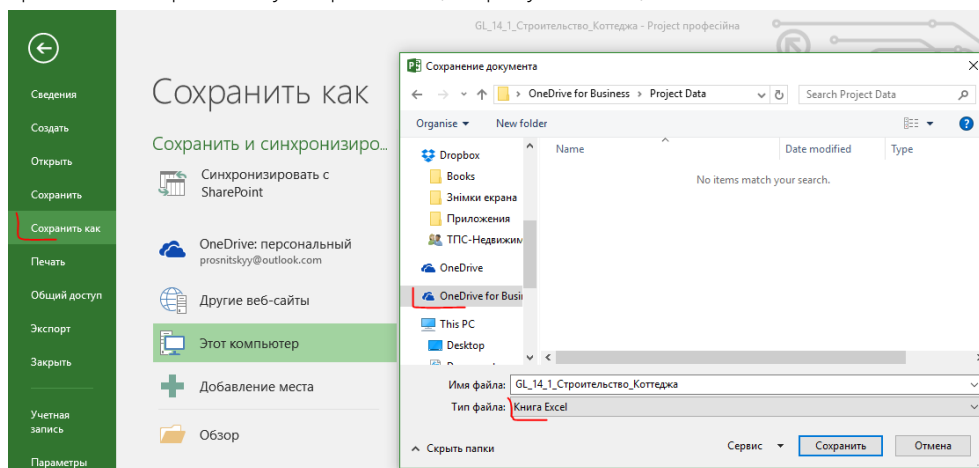 GL_14_1_Строительство_Коттеджа - Project професійна
Сведения
Создать
Открыть
Сохранить
Сохранить как
Печать
Общий доступ
Экспорт
Закрыть
Учетная
запись
Параметры
Сохранить как
Сохранить и синхронизиро...
Синхронизировать с
SharePoint
OneDrive: персональный
prosnitskyy@outlook.com
Другие веб-сайты
Этот компьютер
Добавление места
Обзор
Сохранение документа
OneDrive for Business > Project Data
Search Project Data
Organise
New folder
Name
Date modified
Type
No items match your search.
Dropbox
Books
Знімки екрана
Приложения
ТПС-Недвижим
OneDrive
OneDrive for Busi
This PC
Desktop
Имя файла: GL_14_1_Строительство_Коттеджа
Тип файла: Книга Excel
Скрыть папки
Сервис
Сохранить
Отмена